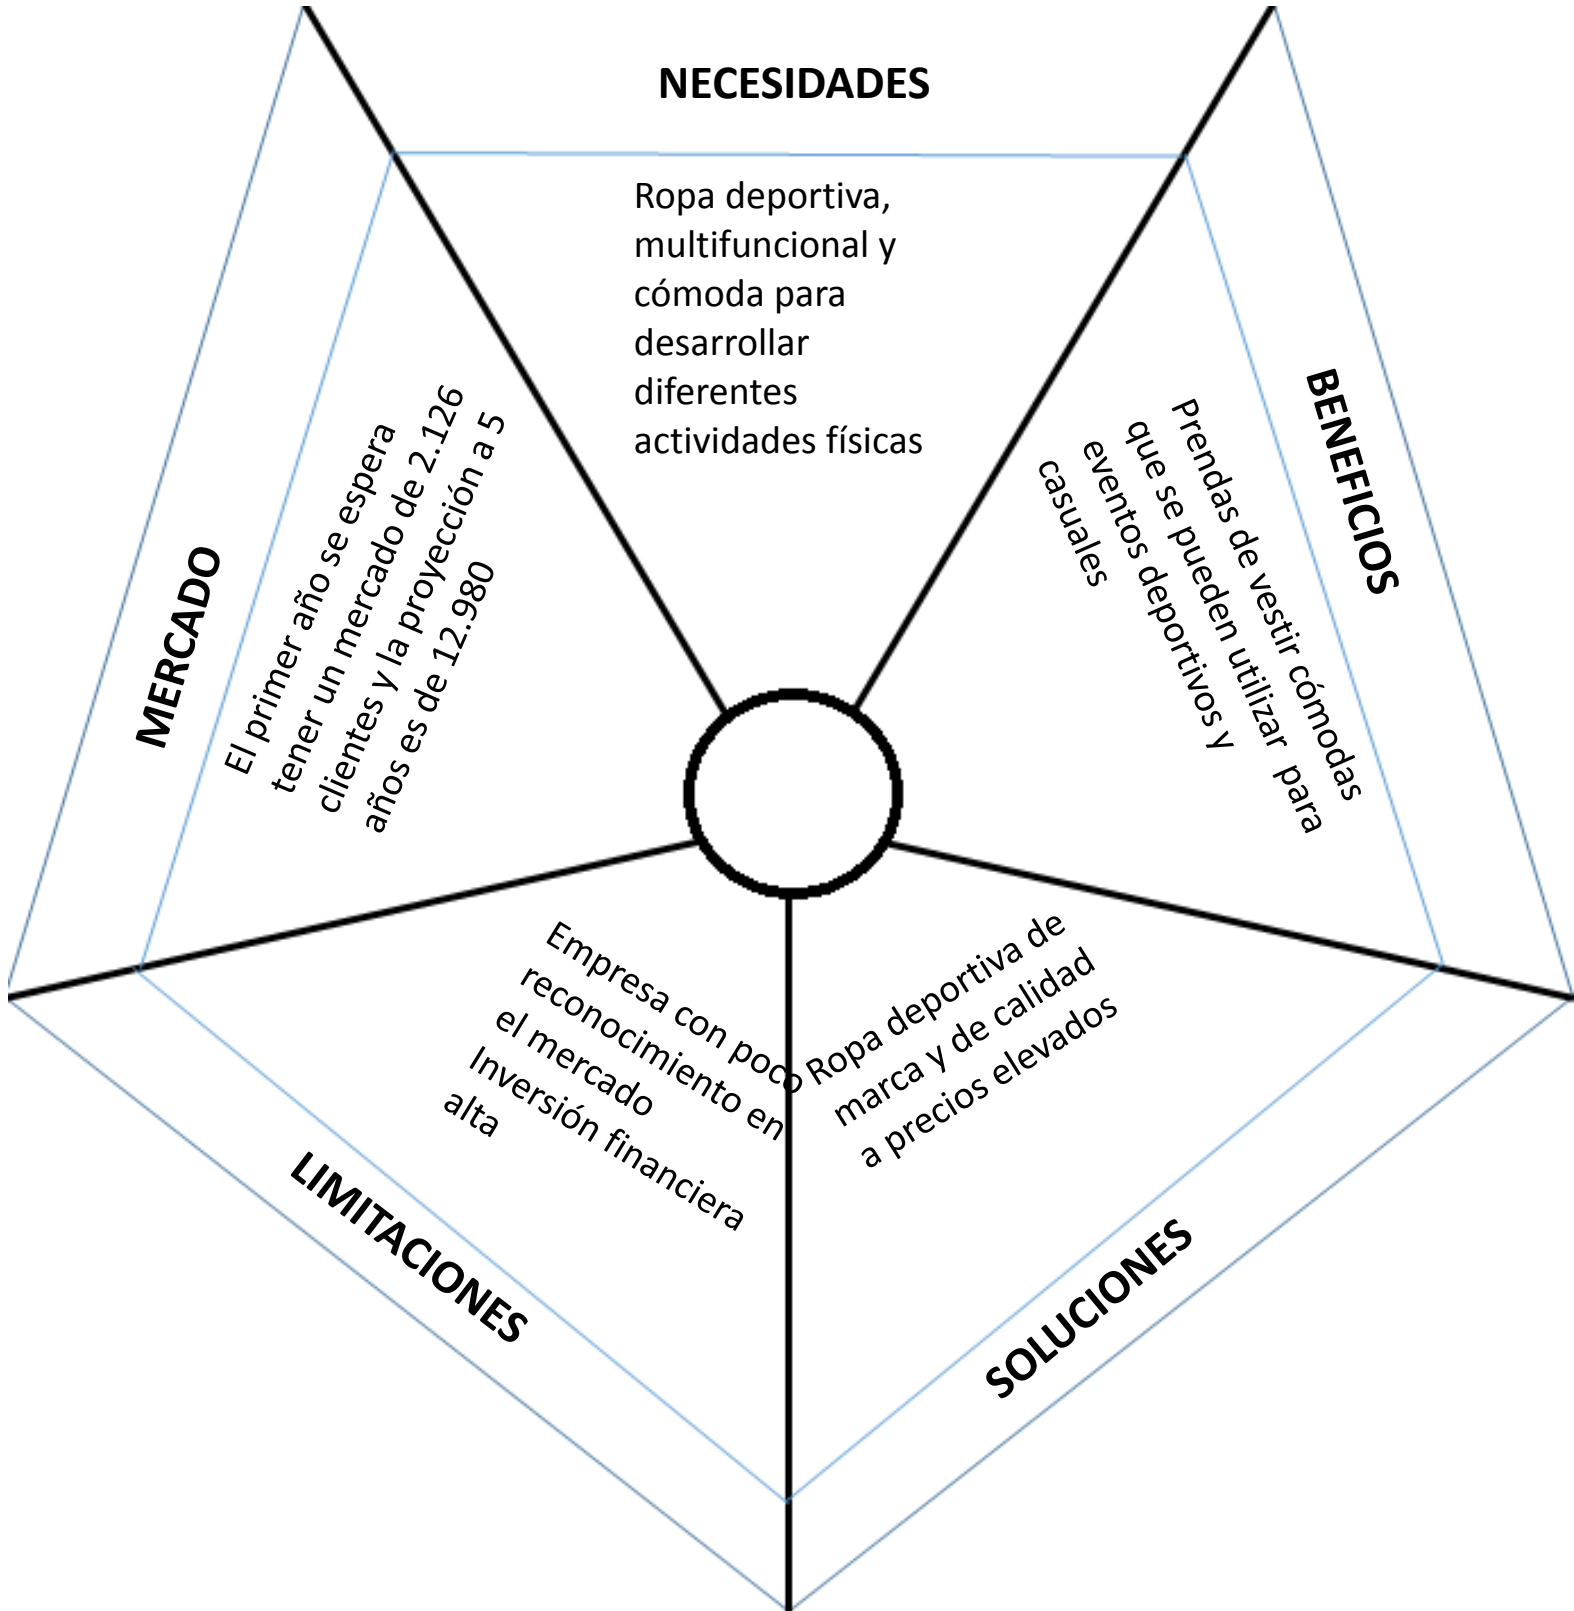 NECESIDADES
Ropa deportiva,
multifuncional y
cómoda para
desarrollar
diferentes
actividades físicas
BENEFICIOS
Prendas de vestir cómodas
que se pueden utilizar para
eventos deportivos y
casuales
SOLUCIONES
Ropa deportiva de
marca y de calidad
a precios elevados
LIMITACIONES
Empresa con poco
reconocimiento en
el mercado
Inversión financiera
alta
MERCADO
El primer año se espera
tener un mercado de 2.126
clientes y la proyección a 5
años es de 12.980